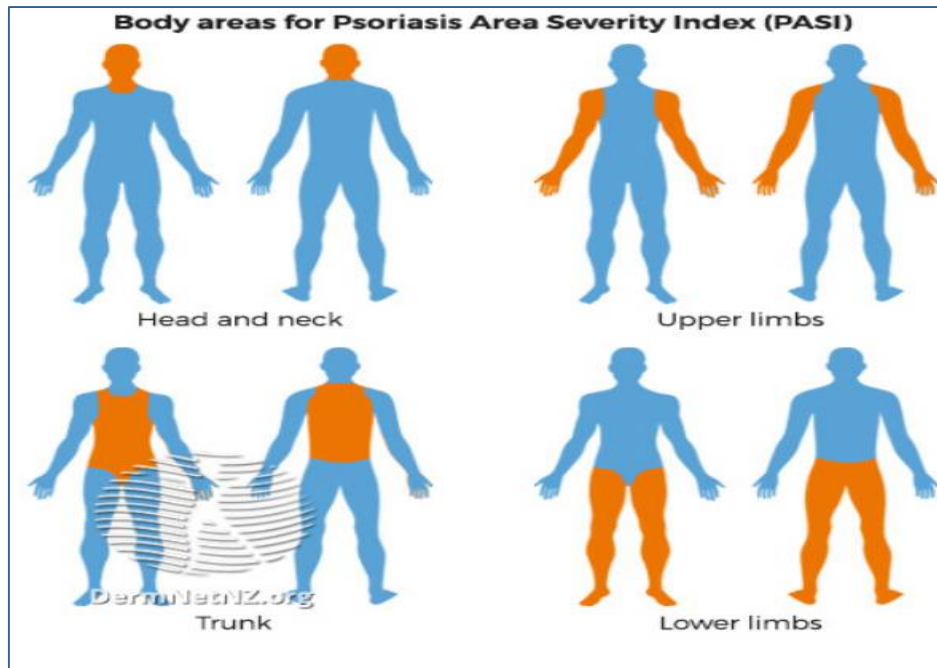 Body areas for Psoriasis Area Severity Index (PASI)
Head and neck
Upper limbs
DermNetNZ.org
Trunk
Lower limbs